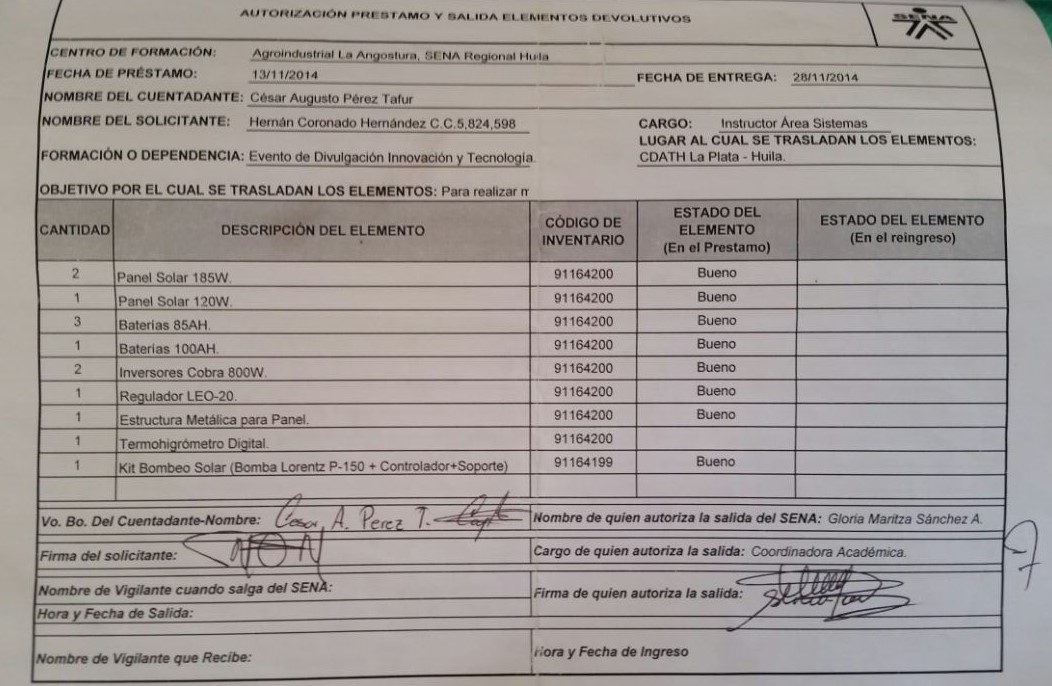 AUTORIZACIÓN PRESTAMO Y SALIDA ELEMENTOS DEVOLUTIVOS
SENA
CENTRO DE FORMACIÓN: Agroindustrial La Angostura, SENA Regional Huila
FECHA DE PRÉSTAMO: 13/11/2014 FECHA DE ENTREGA: 28/11/2014
NOMBRE DEL CUENTADANTE: César Augusto Pérez Tafur
NOMBRE DEL SOLICITANTE: Hernán Coronado Hernández C.C.5,824,598 CARGO: Instructor Área Sistemas
LUGAR AL CUAL SE TRASLADAN LOS ELEMENTOS:
FORMACIÓN O DEPENDENCIA: Evento de Divulgación Innovación y Tecnología. CDATH La Plata - Huila.
OBJETIVO POR EL CUAL SE TRASLADAN LOS ELEMENTOS: Para realizar
CANTIDAD DESCRIPCIÓN DEL ELEMENTO CÓDIGO DE INVENTARIO ESTADO DEL ELEMENTO (En el Prestamo) ESTADO DEL ELEMENTO (En el reingreso)
2 Panel Solar 185W. 91164200 Bueno
1 Panel Solar 120W. 91164200 Bueno
3 Baterías 85AH. 91164200 Bueno
1 Baterias 100AH. 91164200 Bueno
2 Inversores Cobra 800W. 91164200 Bueno
1 Regulador LEO-20. 91164200 Bueno
1 Estructura Metálica para Panel. 91164200 Bueno
1 Termohigrómetro Digital. 91164200
1 Kit Bombeo Solar (Bomba Lorentz P-150 + Controlador+Soporte) 91164199 Bueno
Vo. Bo. Del Cuentadante-Nombre: Cesar A. Perez T. Nombre de quien autoriza la salida del SENA: Gloria Maritza Sánchez A.
Firma del solicitante: Cargo de quien autoriza la salida: Coordinadora Académica.
Nombre de Vigilante cuando salga del SENA: Firma de quien autoriza la salida:
Hora y Fecha de Salida:
Nombre de Vigilante que Recibe: Hora y Fecha de Ingreso